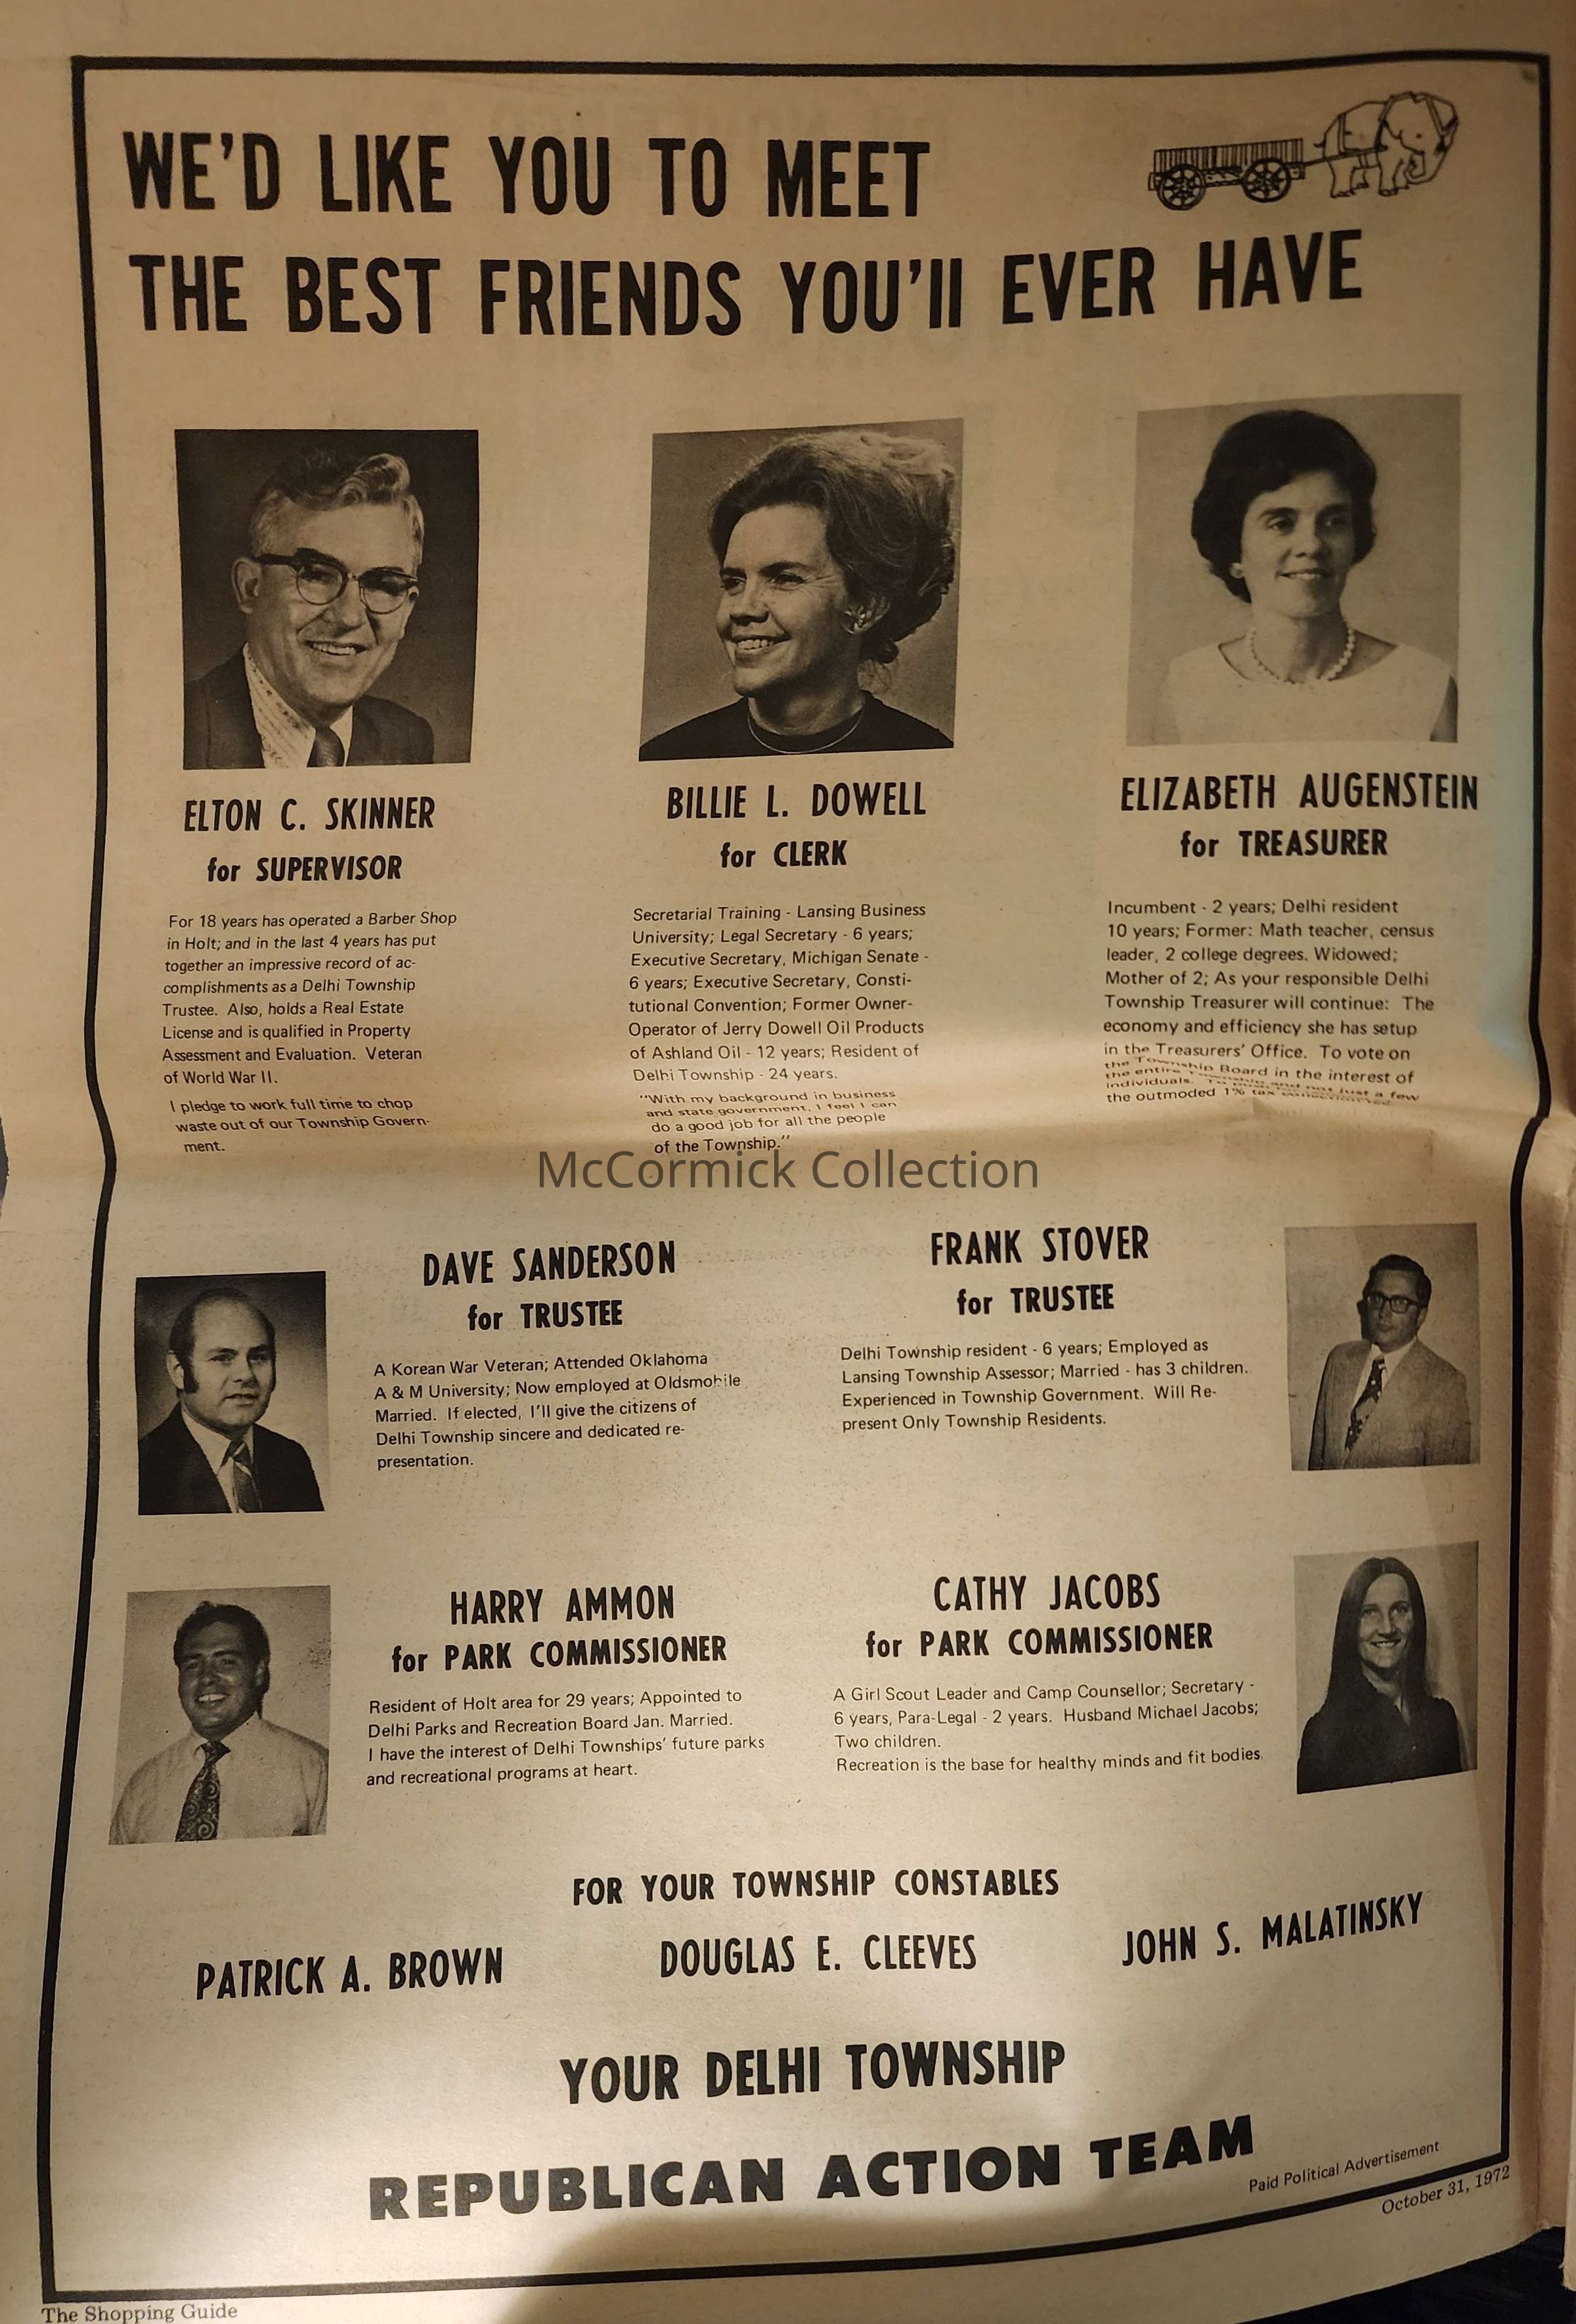 WE'D LIKE YOU TO MEET
THE BEST FRIENDS YOU'll EVER HAVE
ELTON C. SKINNER
for SUPERVISOR
For 18 years has operated a Barber Shop
in Holt; and in the last 4 years has put
together an impressive record of ac-
complishments as a Delhi Township
Trustee. Also, holds a Real Estate
License and is qualified in Property
Assessment and Evaluation. Veteran
of World War II.
I pledge to work full time to chop
waste out of our Township Govern-
ment.
BILLIE L. DOWELL
for CLERK
Secretarial Training - Lansing Business
University; Legal Secretary - 6 years;
Executive Secretary, Michigan Senate -
6 years; Executive Secretary, Consti-
tutional Convention; Former Owner-
Operator of Jerry Dowell Oil Products
of Ashland Oil - 12 years; Resident of
Delhi Township - 24 years.
"With my background in business
and state government, I feel I can
do a good job for all the people
of the Township."
ELIZABETH AUGENSTEIN
for TREASURER
Incumbent - 2 years; Delhi resident
10 years; Former: Math teacher, census
leader, 2 college degrees. Widowed;
Mother of 2; As your responsible Delhi
Township Treasurer will continue: The
economy and efficiency she has setup
in the Treasurers' Office. To vote on
the Township Board in the interest of
the entire Township and not just a few
individuals. To
the outmoded 1% tax
McCormick Collection
DAVE SANDERSON
for TRUSTEE
A Korean War Veteran; Attended Oklahoma
A & M University; Now employed at Oldsmobile
Married. If elected, I'll give the citizens of
Delhi Township sincere and dedicated re-
presentation.
FRANK STOVER
for TRUSTEE
Delhi Township resident - 6 years; Employed as
Lansing Township Assessor; Married - has 3 children.
Experienced in Township Government. Will Re-
present Only Township Residents.
HARRY AMMON
for PARK COMMISSIONER
Resident of Holt area for 29 years; Appointed to
Delhi Parks and Recreation Board Jan. Married.
I have the interest of Delhi Townships' future parks
and recreational programs at heart.
CATHY JACOBS
for PARK COMMISSIONER
A Girl Scout Leader and Camp Counsellor; Secretary -
6 years, Para-Legal - 2 years. Husband Michael Jacobs;
Two children.
Recreation is the base for healthy minds and fit bodies.
FOR YOUR TOWNSHIP CONSTABLES
PATRICK A. BROWN
DOUGLAS E. CLEEVES
JOHN S. MALATINSKY
YOUR DELHI TOWNSHIP
REPUBLICAN ACTION TEAM
Paid Political Advertisement
October 31, 1972
The Shopping Guide